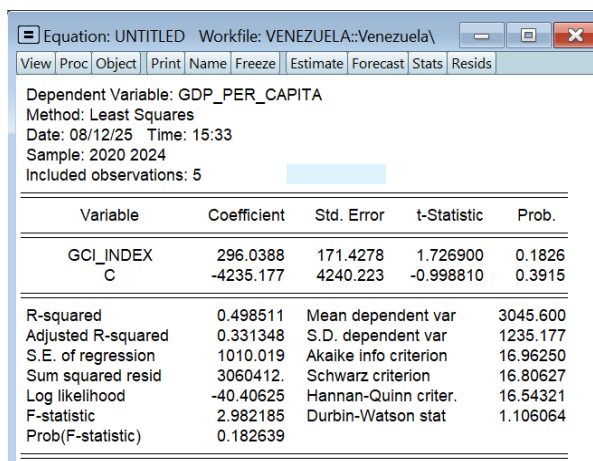 Equation: UNTITLED Workfile: VENEZUELA::Venezuela\
View Proc Object Print Name Freeze Estimate Forecast Stats Resids
Dependent Variable: GDP_PER_CAPITA
Method: Least Squares
Date: 08/12/25 Time: 15:33
Sample: 2020 2024
Included observations: 5
Variable Coefficient Std. Error t-Statistic Prob.
GCI_INDEX 296.0388 171.4278 1.726900 0.1826
C -4235.177 4240.223 -0.998810 0.3915
R-squared 0.498511 Mean dependent var 3045.600
Adjusted R-squared 0.331348 S.D. dependent var 1235.177
S.E. of regression 1010.019 Akaike info criterion 16.96250
Sum squared resid 3060412. Schwarz criterion 16.80627
Log likelihood -40.40625 Hannan-Quinn criter. 16.54321
F-statistic 2.982185 Durbin-Watson stat 1.106064
Prob(F-statistic) 0.182639